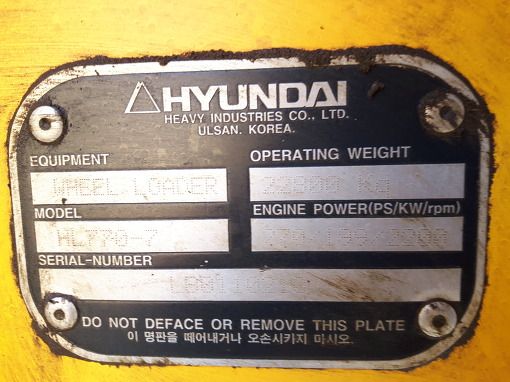 HYUNDAI
HEAVY INDUSTRIES CO., LTD.
ULSAN. KOREA.
EQUIPMENT
OPERATING WEIGHT
WHEEL LOADER
Kg
MODEL
ENGINE POWER(PS/KW/rpm)
HL770-7
SERIAL-NUMBER
DO NOT DEFACE OR REMOVE THIS PLATE
이 명판을 떼어내거나 오손시키지 마시오.